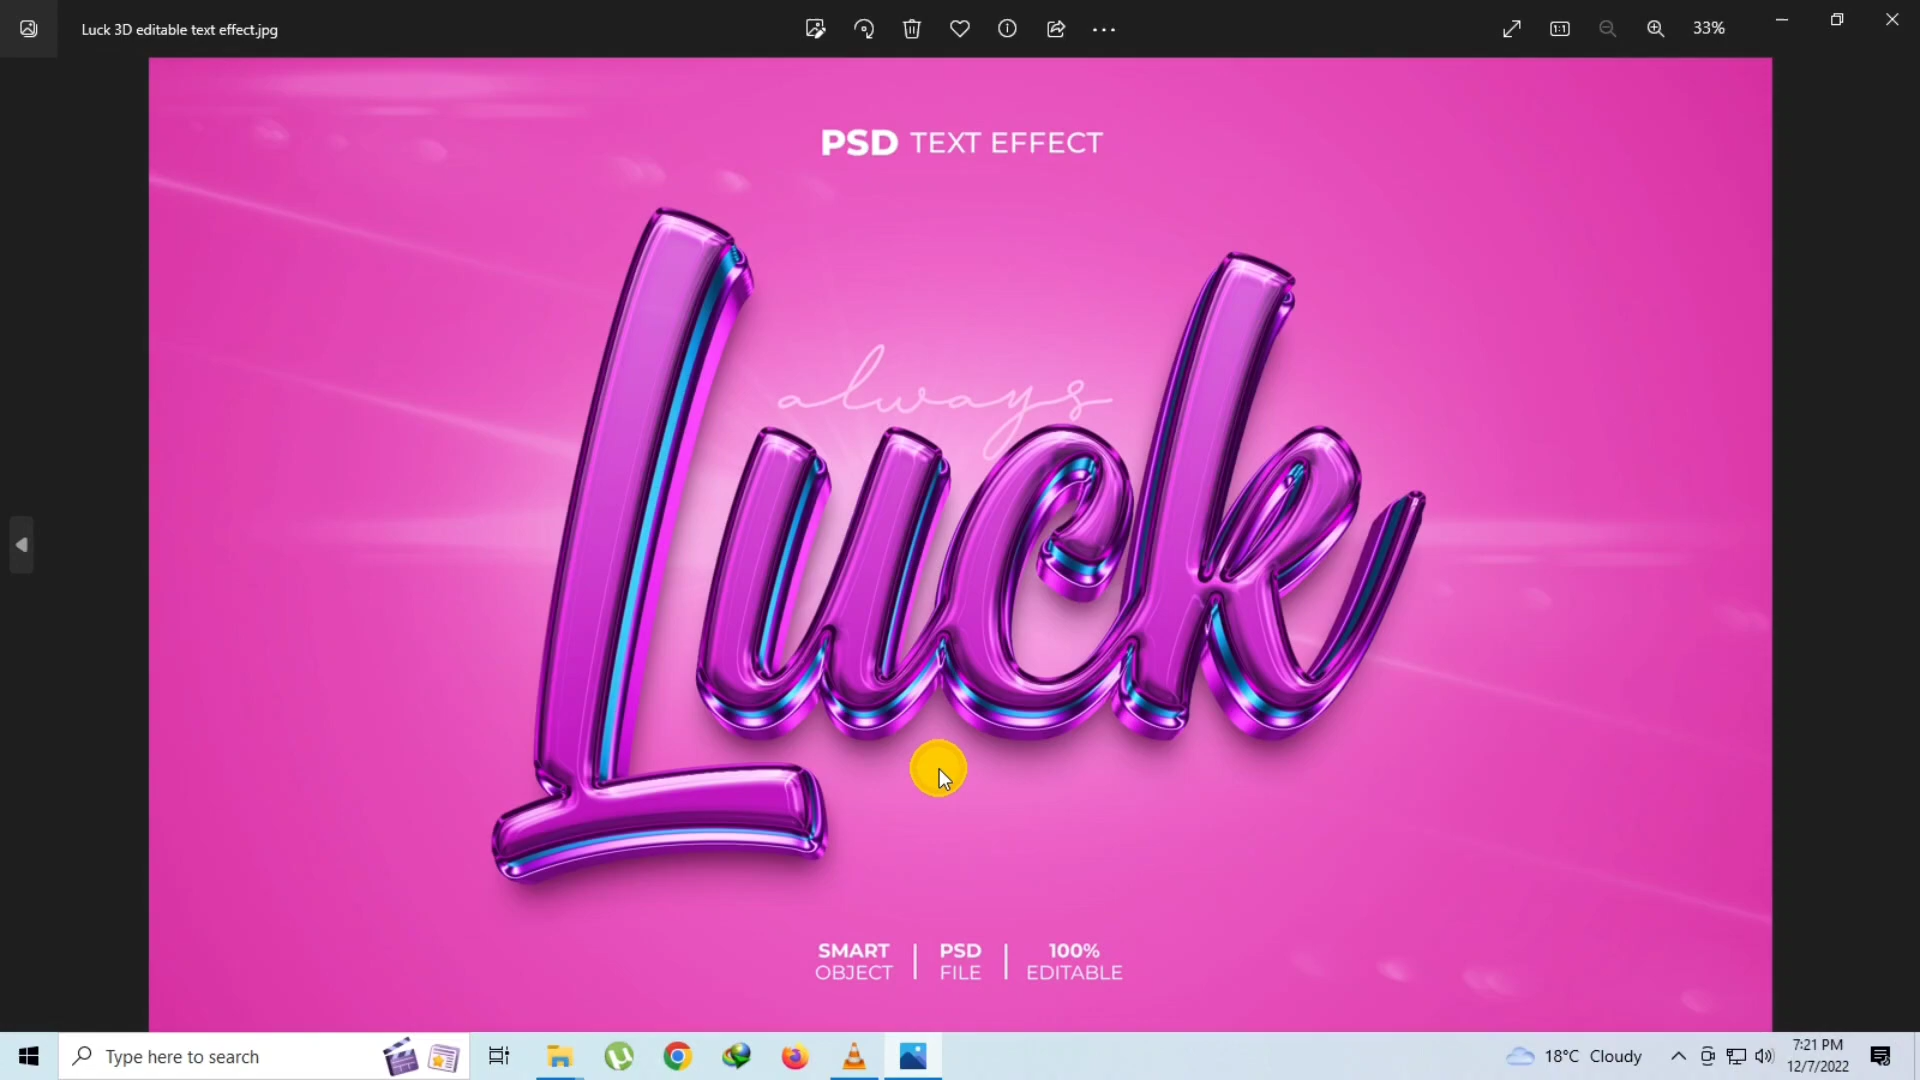 Luck 3D editable text effect.jpg
33%
PSD TEXT EFFECT
always
Luck
SMART OBJECT
PSD FILE
100% EDITABLE
Type here to search
18°C Cloudy
7:21 PM
12/7/2022